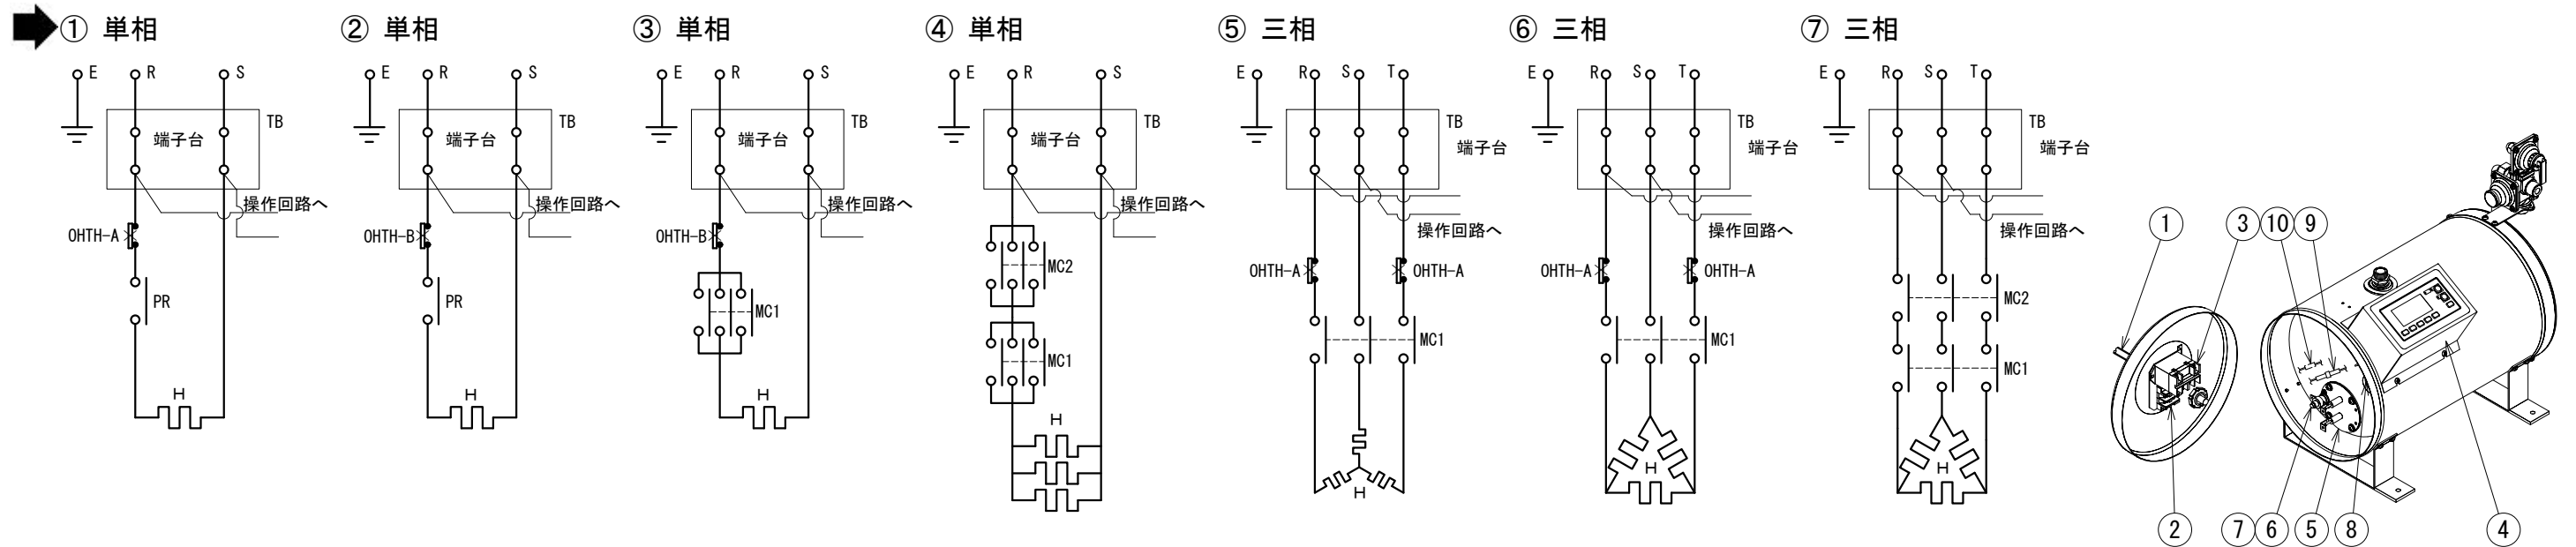 ① 単相
E R S
TB
端子台
操作回路へ
OHTH-A
PR
H
② 単相
E R S
TB
端子台
操作回路へ
OHTH-B
PR
H
③ 単相
E R S
TB
端子台
操作回路へ
OHTH-B
MC1
H
④ 単相
E R S
TB
端子台
操作回路へ
MC2
MC1
H
⑤ 三相
E R S T
TB
端子台
操作回路へ
OHTH-A OHTH-A
MC1
H
⑥ 三相
E R S T
TB
端子台
操作回路へ
OHTH-A OHTH-A
MC1
H
⑦ 三相
E R S T
TB
端子台
操作回路へ
MC2
MC1
H
1 3 10 9
2 7 6 5 8 4